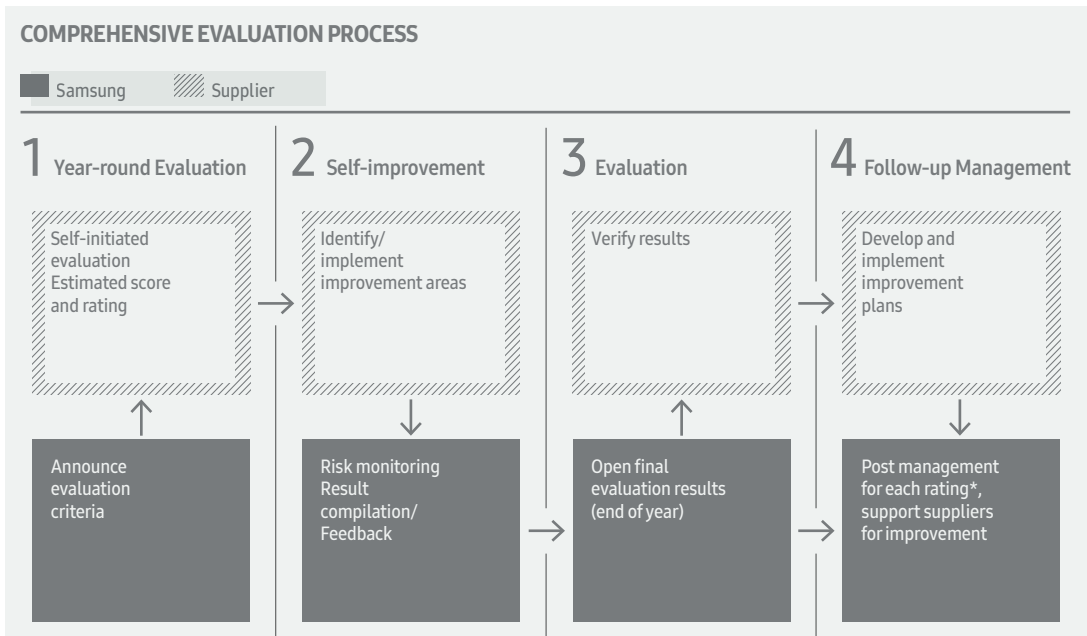 COMPREHENSIVE EVALUATION PROCESS
Samsung
Supplier
1 Year-round Evaluation
Self-initiated
evaluation
Estimated score
and rating
Announce
evaluation
criteria
2 Self-improvement
Identify/
implement
improvement areas
Risk monitoring
Result
compilation/
Feedback
3 Evaluation
Verify results
Open final
evaluation results
(end of year)
4 Follow-up Management
Develop and
implement
improvement
plans
Post management
for each rating*,
support suppliers
for improvement